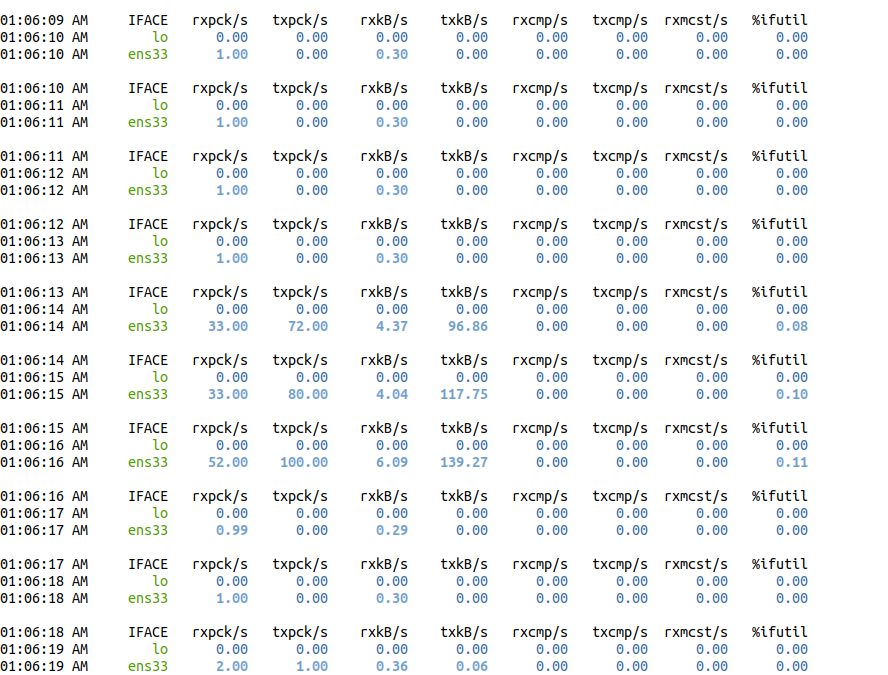 01:06:09 AM IFACE rxpck/s txpck/s rxkB/s txkB/s rxcmp/s txcmp/s rxmcst/s %ifutil
01:06:10 AM lo 0.00 0.00 0.00 0.00 0.00 0.00 0.00 0.00
01:06:10 AM ens33 1.00 0.00 0.30 0.00 0.00 0.00 0.00 0.00
01:06:10 AM IFACE rxpck/s txpck/s rxkB/s txkB/s rxcmp/s txcmp/s rxmcst/s %ifutil
01:06:11 AM lo 0.00 0.00 0.00 0.00 0.00 0.00 0.00 0.00
01:06:11 AM ens33 1.00 0.00 0.30 0.00 0.00 0.00 0.00 0.00
01:06:11 AM IFACE rxpck/s txpck/s rxkB/s txkB/s rxcmp/s txcmp/s rxmcst/s %ifutil
01:06:12 AM lo 0.00 0.00 0.00 0.00 0.00 0.00 0.00 0.00
01:06:12 AM ens33 1.00 0.00 0.30 0.00 0.00 0.00 0.00 0.00
01:06:12 AM IFACE rxpck/s txpck/s rxkB/s txkB/s rxcmp/s txcmp/s rxmcst/s %ifutil
01:06:13 AM lo 0.00 0.00 0.00 0.00 0.00 0.00 0.00 0.00
01:06:13 AM ens33 1.00 0.00 0.30 0.00 0.00 0.00 0.00 0.00
01:06:13 AM IFACE rxpck/s txpck/s rxkB/s txkB/s rxcmp/s txcmp/s rxmcst/s %ifutil
01:06:14 AM lo 0.00 0.00 0.00 0.00 0.00 0.00 0.00 0.00
01:06:14 AM ens33 33.00 72.00 4.37 96.86 0.00 0.00 0.00 0.08
01:06:14 AM IFACE rxpck/s txpck/s rxkB/s txkB/s rxcmp/s txcmp/s rxmcst/s %ifutil
01:06:15 AM lo 0.00 0.00 0.00 0.00 0.00 0.00 0.00 0.00
01:06:15 AM ens33 33.00 80.00 4.04 117.75 0.00 0.00 0.00 0.10
01:06:15 AM IFACE rxpck/s txpck/s rxkB/s txkB/s rxcmp/s txcmp/s rxmcst/s %ifutil
01:06:16 AM lo 0.00 0.00 0.00 0.00 0.00 0.00 0.00 0.00
01:06:16 AM ens33 52.00 100.00 6.09 139.27 0.00 0.00 0.00 0.11
01:06:16 AM IFACE rxpck/s txpck/s rxkB/s txkB/s rxcmp/s txcmp/s rxmcst/s %ifutil
01:06:17 AM lo 0.00 0.00 0.00 0.00 0.00 0.00 0.00 0.00
01:06:17 AM ens33 0.99 0.00 0.29 0.00 0.00 0.00 0.00 0.00
01:06:17 AM IFACE rxpck/s txpck/s rxkB/s txkB/s rxcmp/s txcmp/s rxmcst/s %ifutil
01:06:18 AM lo 0.00 0.00 0.00 0.00 0.00 0.00 0.00 0.00
01:06:18 AM ens33 1.00 0.00 0.30 0.00 0.00 0.00 0.00 0.00
01:06:18 AM IFACE rxpck/s txpck/s rxkB/s txkB/s rxcmp/s txcmp/s rxmcst/s %ifutil
01:06:19 AM lo 0.00 0.00 0.00 0.00 0.00 0.00 0.00 0.00
01:06:19 AM ens33 2.00 1.00 0.36 0.06 0.00 0.00 0.00 0.00